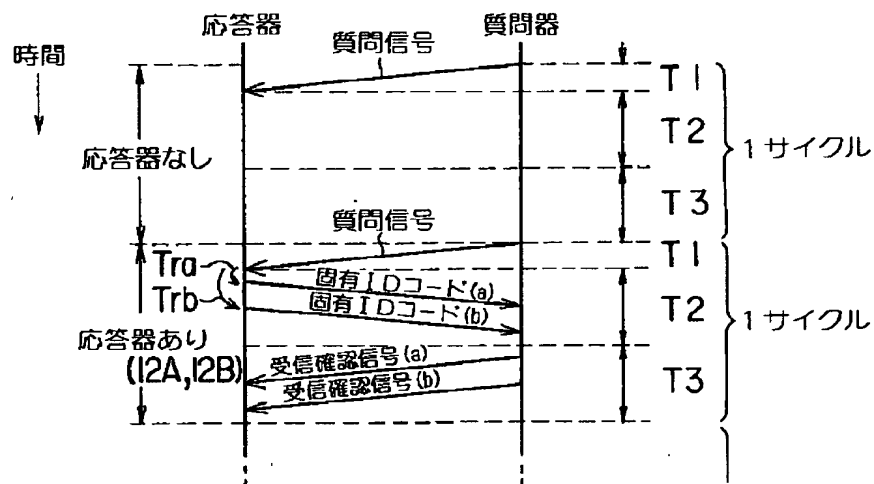 応答器
質問器
時間
質問信号
T1
T2
応答器なし
1サイクル
T3
質問信号
T1
Tra
固有IDコード(a)
Trb
固有IDコード(b)
T2
1サイクル
応答器あり
(12A,12B)
受信確認信号(a)
受信確認信号(b)
T3